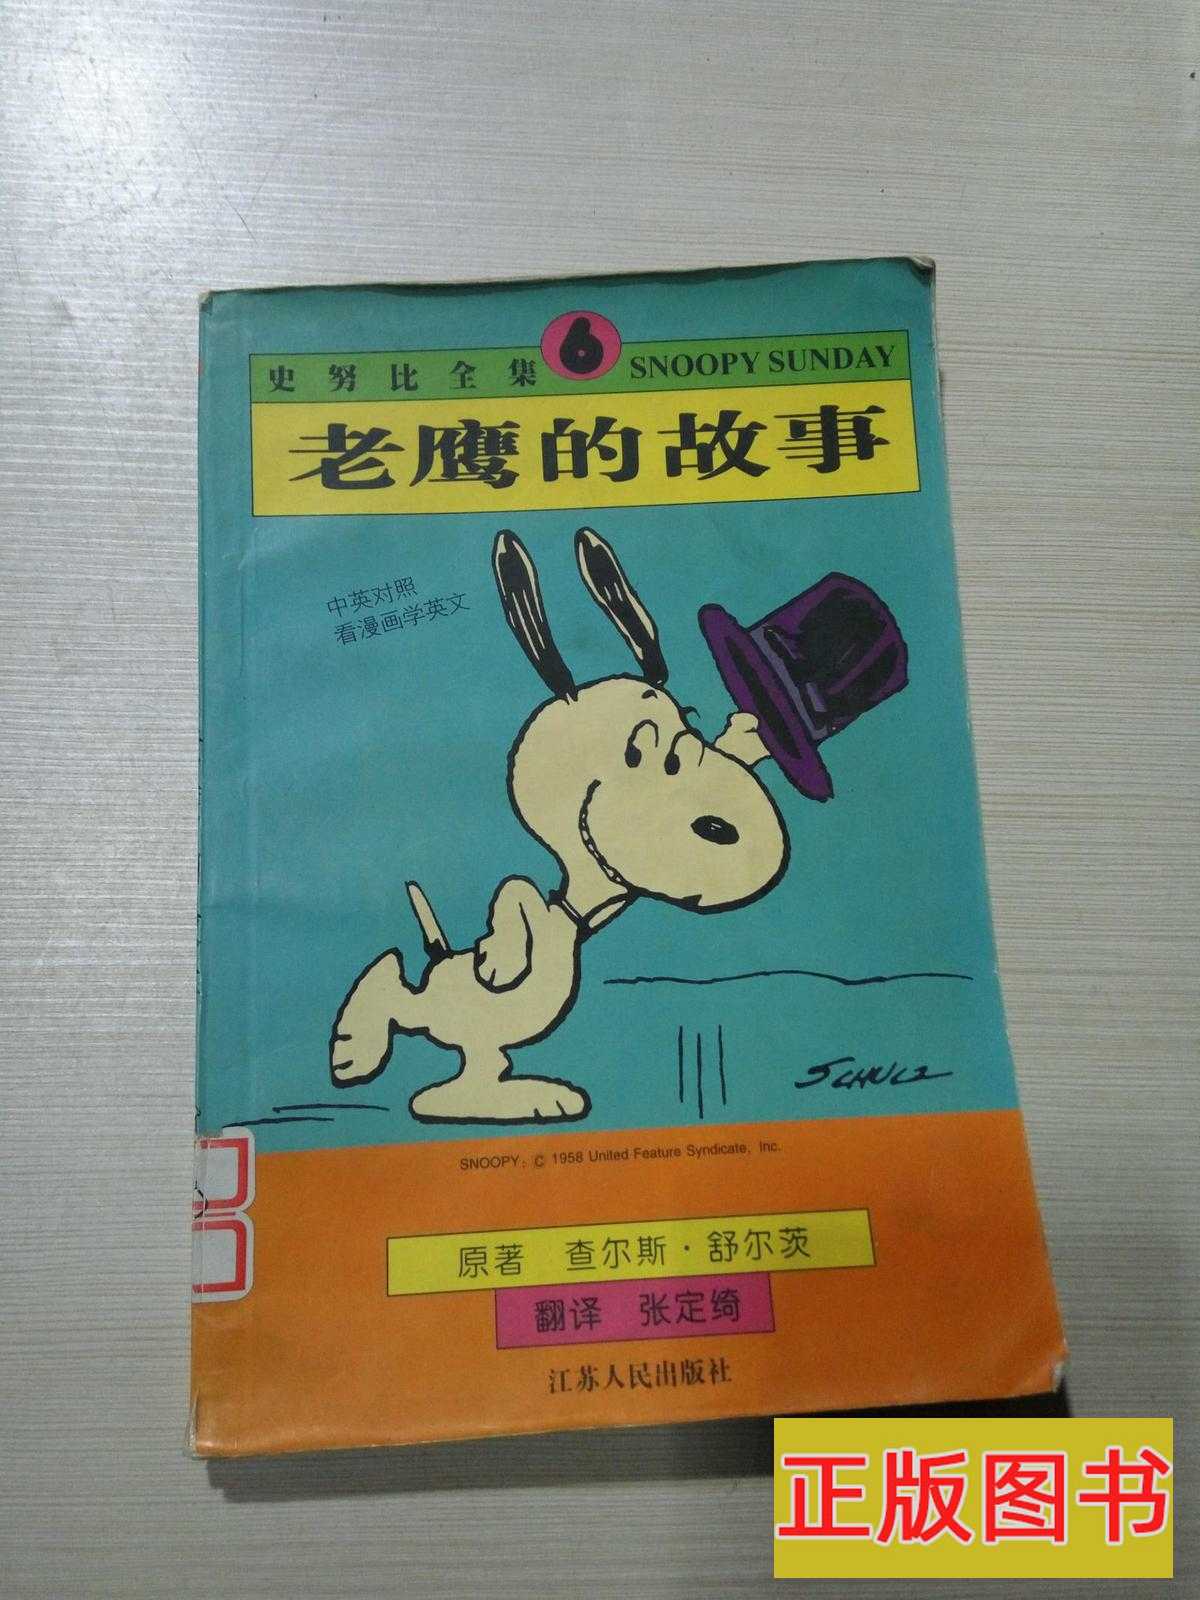 史努比全集 6 SNOOPY SUNDAY
老鹰的故事
中英对照
看漫画学英文
SCHULZ
SNOOPY: © 1958 United Feature Syndicate, Inc.
原著 查尔斯·舒尔茨
翻译 张定绮
江苏人民出版社
正版图书